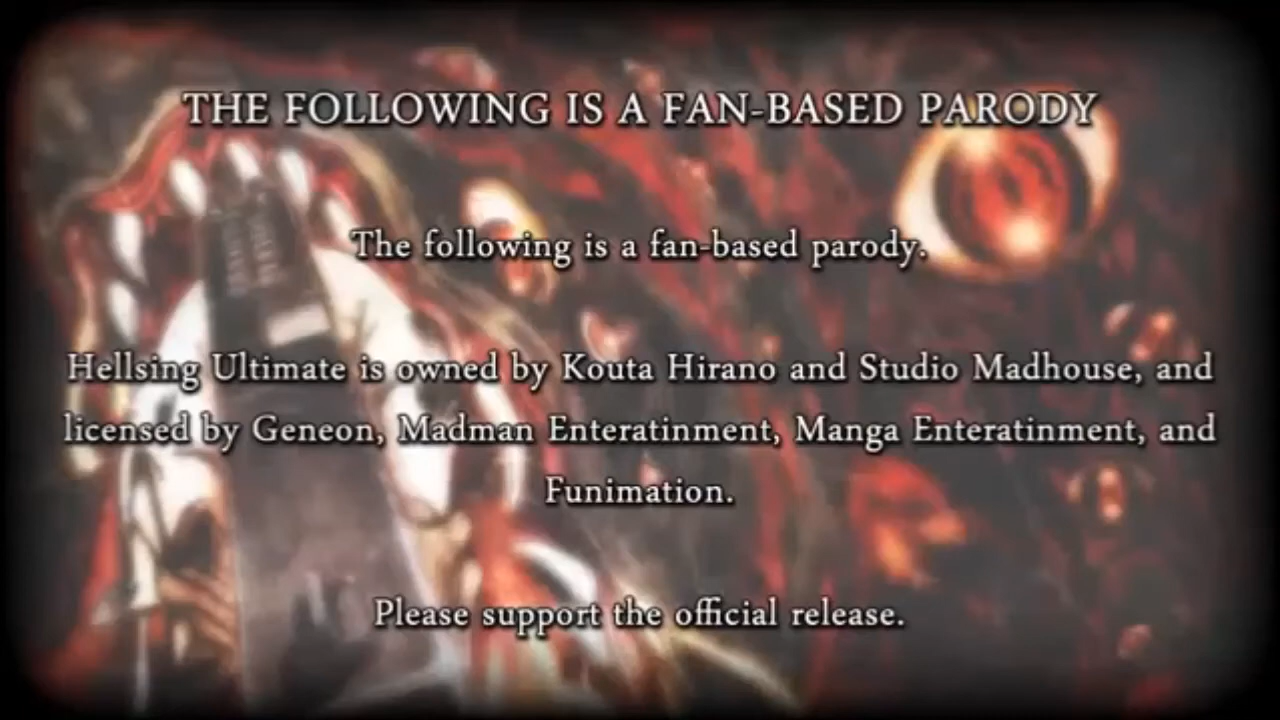 THE FOLLOWING IS A FAN-BASED PARODY
The following is a fan-based parody.
Hellsing Ultimate is owned by Kouta Hirano and Studio Madhouse, and
licensed by Geneon, Madman Enteratinment, Manga Enteratinment, and
Funimation.
Please support the official release.